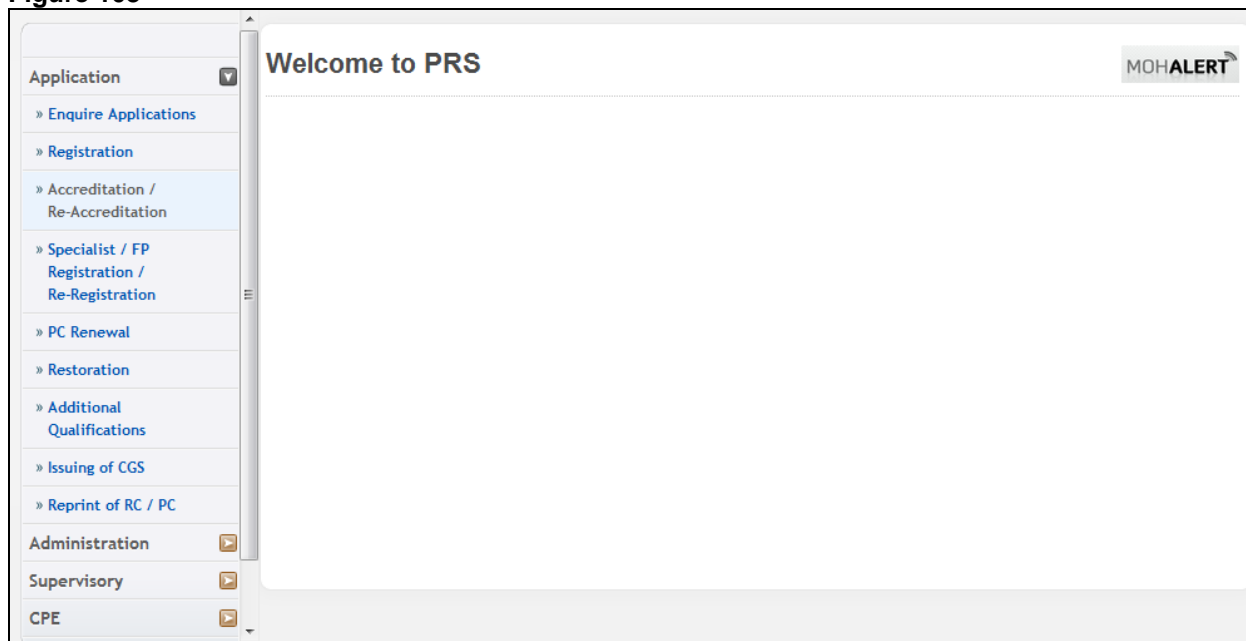 Figure
Application
» Enquire Applications
» Registration
» Accreditation /
Re-Accreditation
» Specialist / FP
Registration /
Re-Registration
» PC Renewal
» Restoration
» Additional
Qualifications
» Issuing of CGS
» Reprint of RC / PC
Administration
Supervisory
CPE
Welcome to PRS
MOHALERT